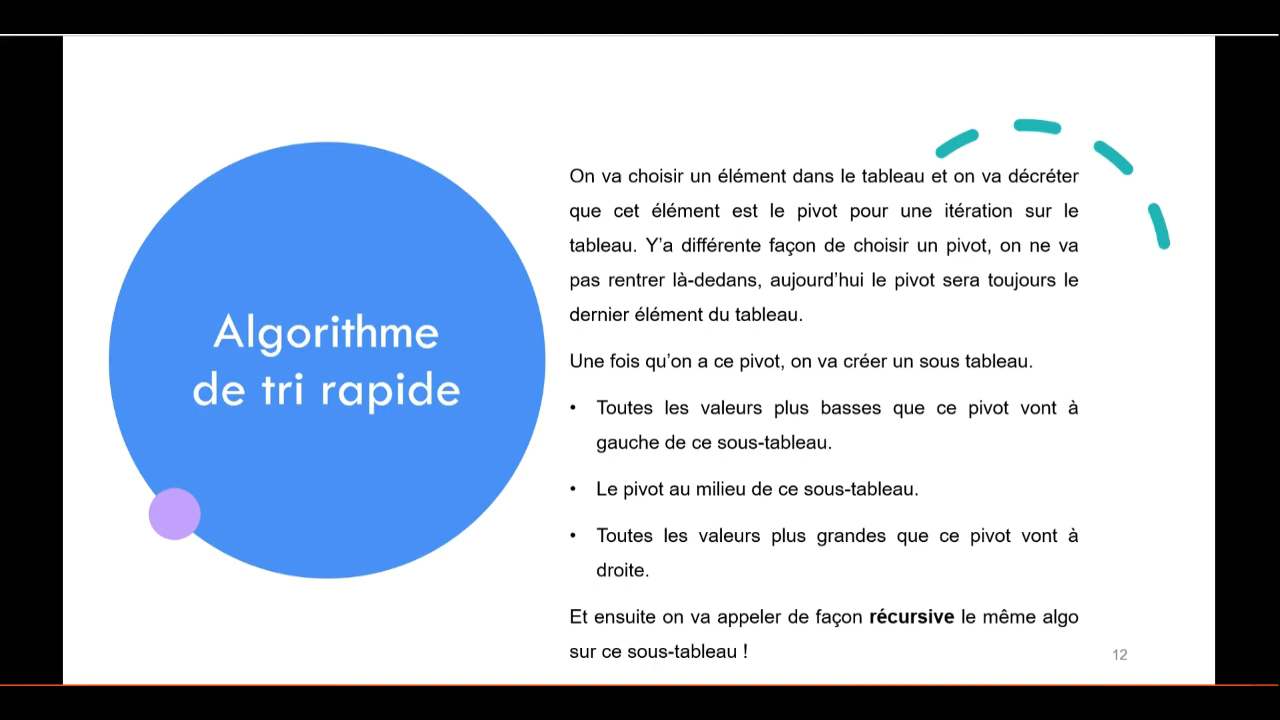 Algorithme
de tri rapide
On va choisir un élément dans le tableau et on va décréter
que cet élément est le pivot pour une itération sur le
tableau. Y’a différente façon de choisir un pivot, on ne va
pas rentrer là-dedans, aujourd’hui le pivot sera toujours le
dernier élément du tableau.
Une fois qu’on a ce pivot, on va créer un sous tableau.
• Toutes les valeurs plus basses que ce pivot vont à
gauche de ce sous-tableau.
• Le pivot au milieu de ce sous-tableau.
• Toutes les valeurs plus grandes que ce pivot vont à
droite.
Et ensuite on va appeler de façon récursive le même algo
sur ce sous-tableau !
12